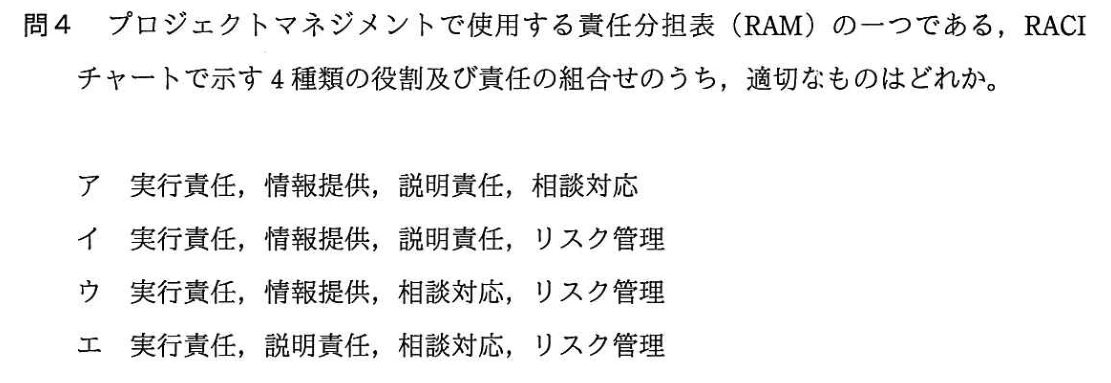 問4 プロジェクトマネジメントで使用する責任分担表(RAM)の一つである,RACI
チャートで示す4種類の役割及び責任の組合せのうち,適切なものはどれか。
ア 実行責任,情報提供,説明責任,相談対応
イ 実行責任,情報提供,説明責任,リスク管理
ウ 実行責任,情報提供,相談対応,リスク管理
エ 実行責任,説明責任,相談対応,リスク管理